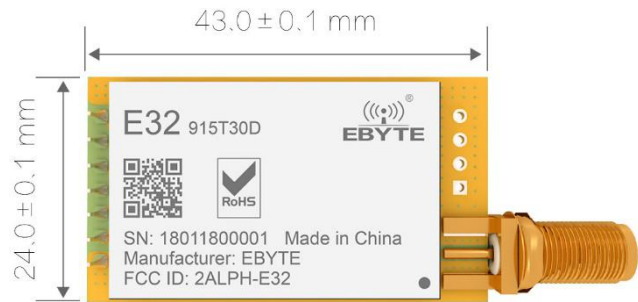 43.0±0.1 mm
24.0±0.1 mm
E32 915T30D
EBYTE®
RoHS
SN: 18011800001 Made in China
Manufacturer: EBYTE
FCC ID: 2ALPH-E32